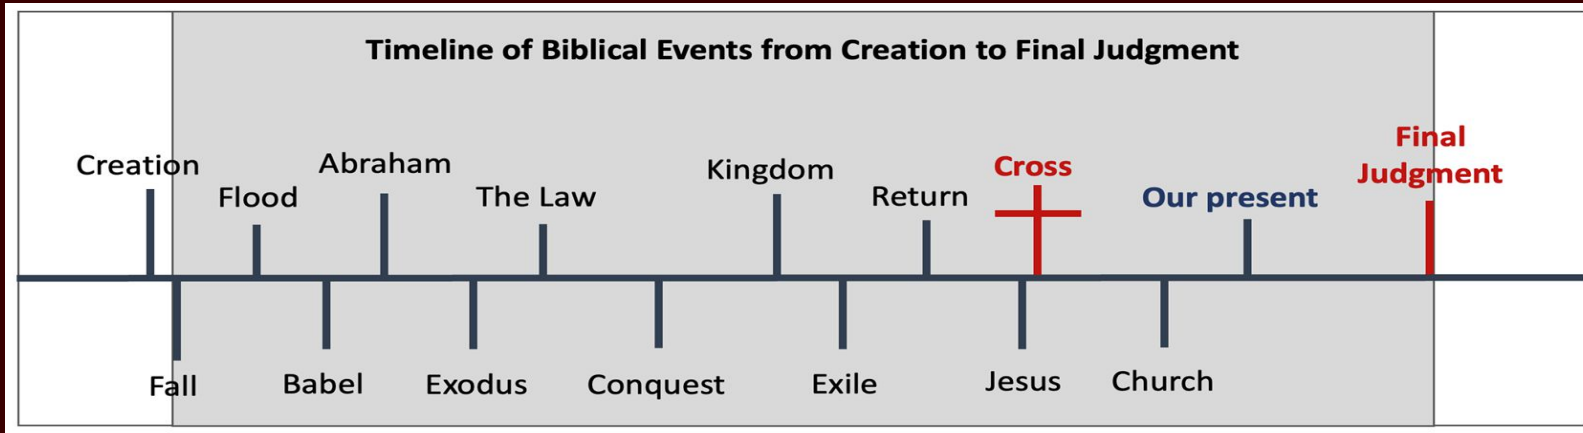 Timeline of Biblical Events from Creation to Final Judgment
Final
Judgment
Creation
Abraham
Kingdom
Cross
Flood
The Law
Return
Our present
Fall
Babel
Exodus
Conquest
Exile
Jesus
Church